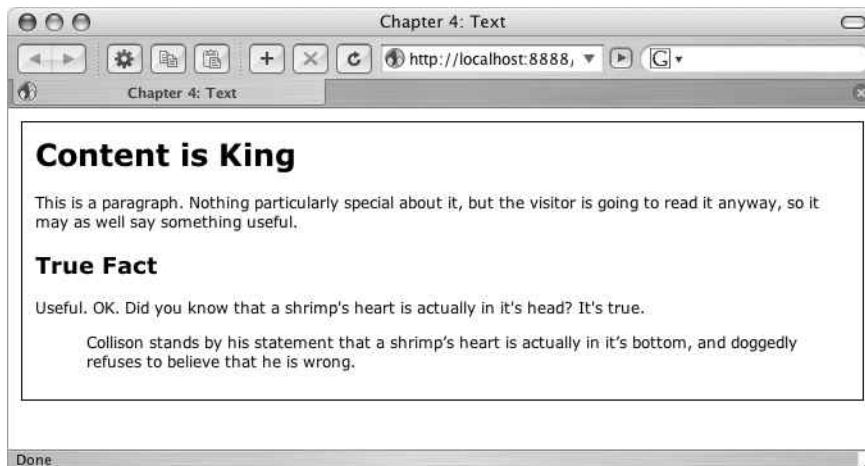 Chapter 4: Text
http://localhost:8888/
G
Chapter 4: Text
Content is King
This is a paragraph. Nothing particularly special about it, but the visitor is going to read it anyway, so it
may as well say something useful.
True Fact
Useful. OK. Did you know that a shrimp's heart is actually in it's head? It's true.
Collison stands by his statement that a shrimp’s heart is actually in it’s bottom, and doggedly
refuses to believe that he is wrong.
Done